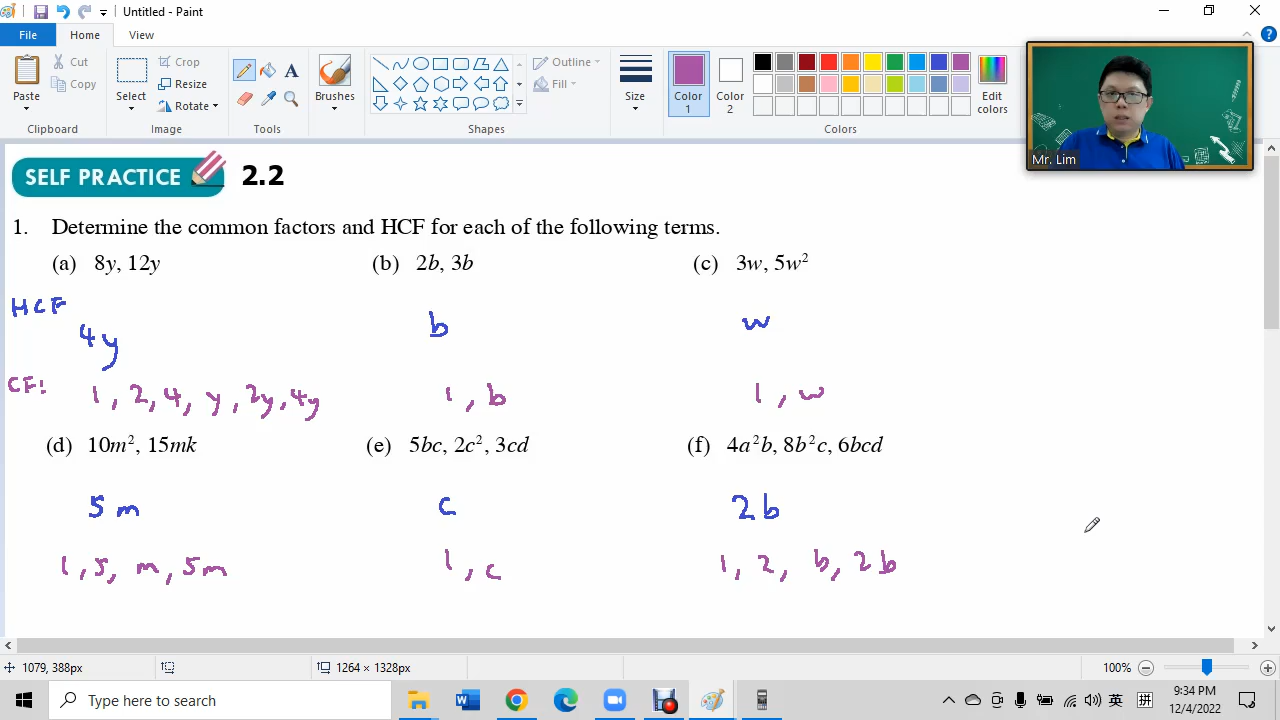 Untitled - Paint
File Home View
Paste Cut Copy Clipboard
Select Crop Resize Rotate Image
Tools
Brushes
Shapes Outline Fill
Size
Color 1 Color 2 Edit colors Colors
Mr. Lim
SELF PRACTICE 2.2
1. Determine the common factors and HCF for each of the following terms.
(a) 8y, 12y (b) 2b, 3b (c) 3w, 5w²
HCF
4y b w
CF: 1, 2, 4, y, 2y, 4y 1, b 1, w
(d) 10m², 15mk (e) 5bc, 2c², 3cd (f) 4a²b, 8b²c, 6bcd
5m c 2b
1, 5, m, 5m 1, c 1, 2, b, 2b
1079, 388px 1264 × 1328px 100%
Type here to search
英 拼 9:34 PM
12/4/2022